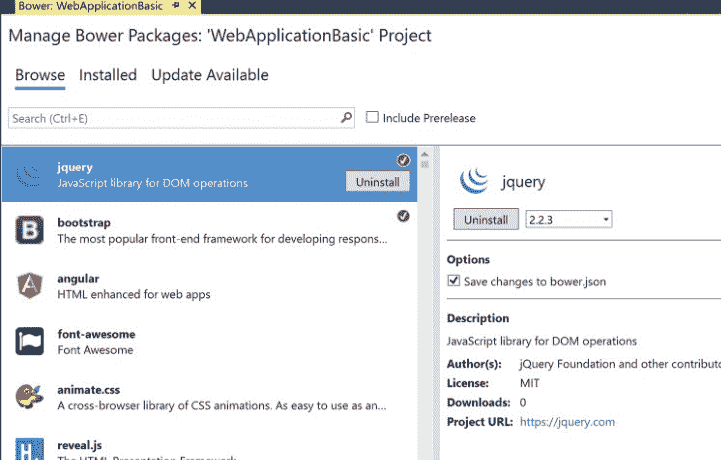 Bower: WebApplicationBasic
Manage Bower Packages: 'WebApplicationBasic' Project
Browse Installed Update Available
Search (Ctrl+E)
Include Prerelease
jquery
JavaScript library for DOM operations
Uninstall
B
bootstrap
The most popular front-end framework for developing respons...
A
angular
HTML enhanced for web apps
font-awesome
Font Awesome
animate.css
A cross-browser library of CSS animations. As easy to use as an...
H
reveal.js
The HTML Presentation Framework
jquery
Uninstall 2.2.3
Options
Save changes to bower.json
Description
JavaScript library for DOM operations
Author(s): jQuery Foundation and other contributo
License: MIT
Downloads: 0
Project URL: https://jquery.com